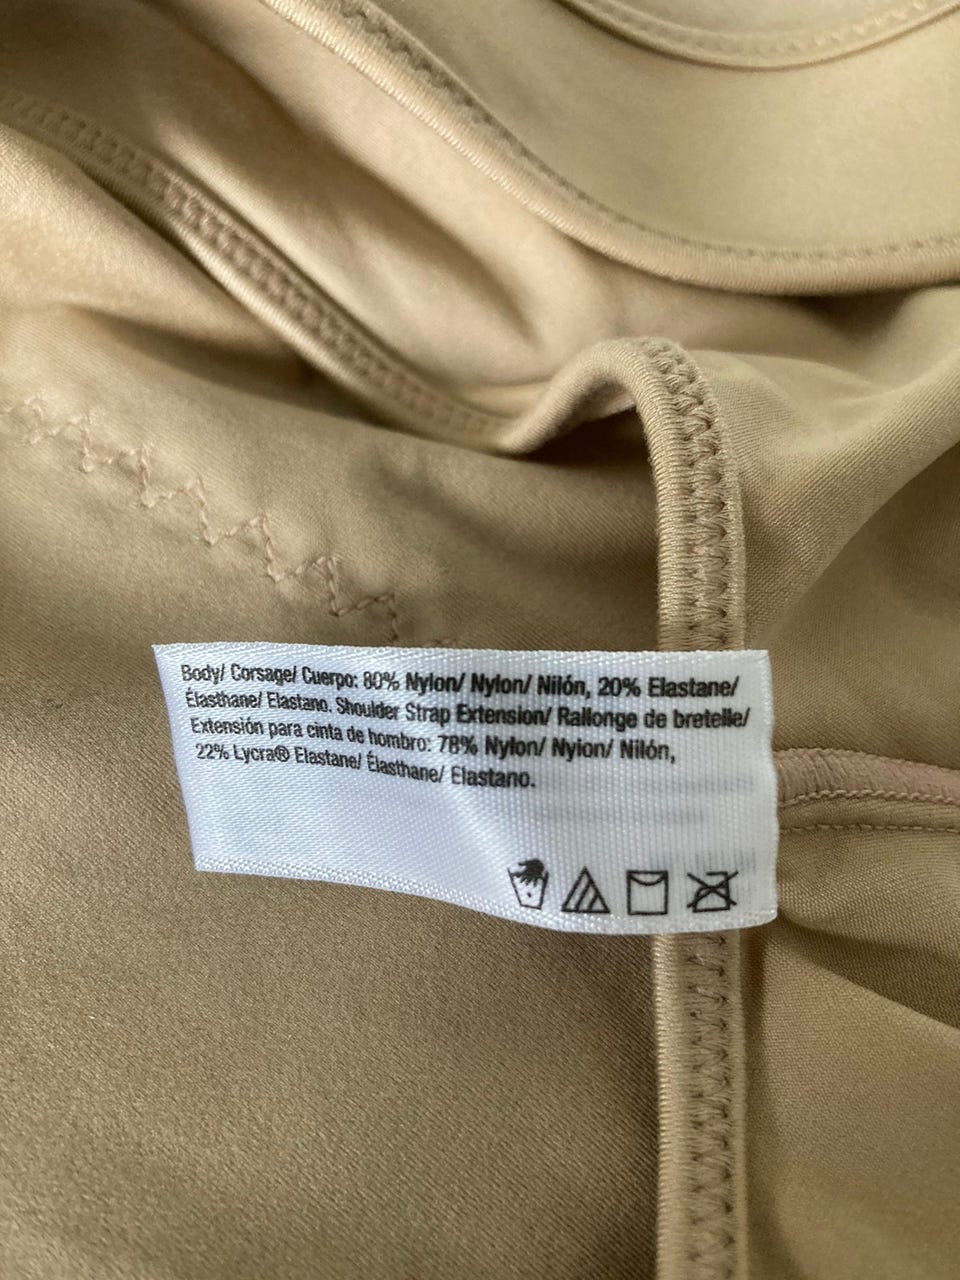 Body/ Corsage/ Cuerpo: 80% Nylon/ Nylon/ Nilón, 20% Elastane/
Élasthane/ Elastano. Shoulder Strap Extension/ Rallonge de bretelle/
Extensión para cinta de hombro: 78% Nylon/ Nylon/ Nilón,
22% Lycra® Elastane/ Élasthane/ Elastano.